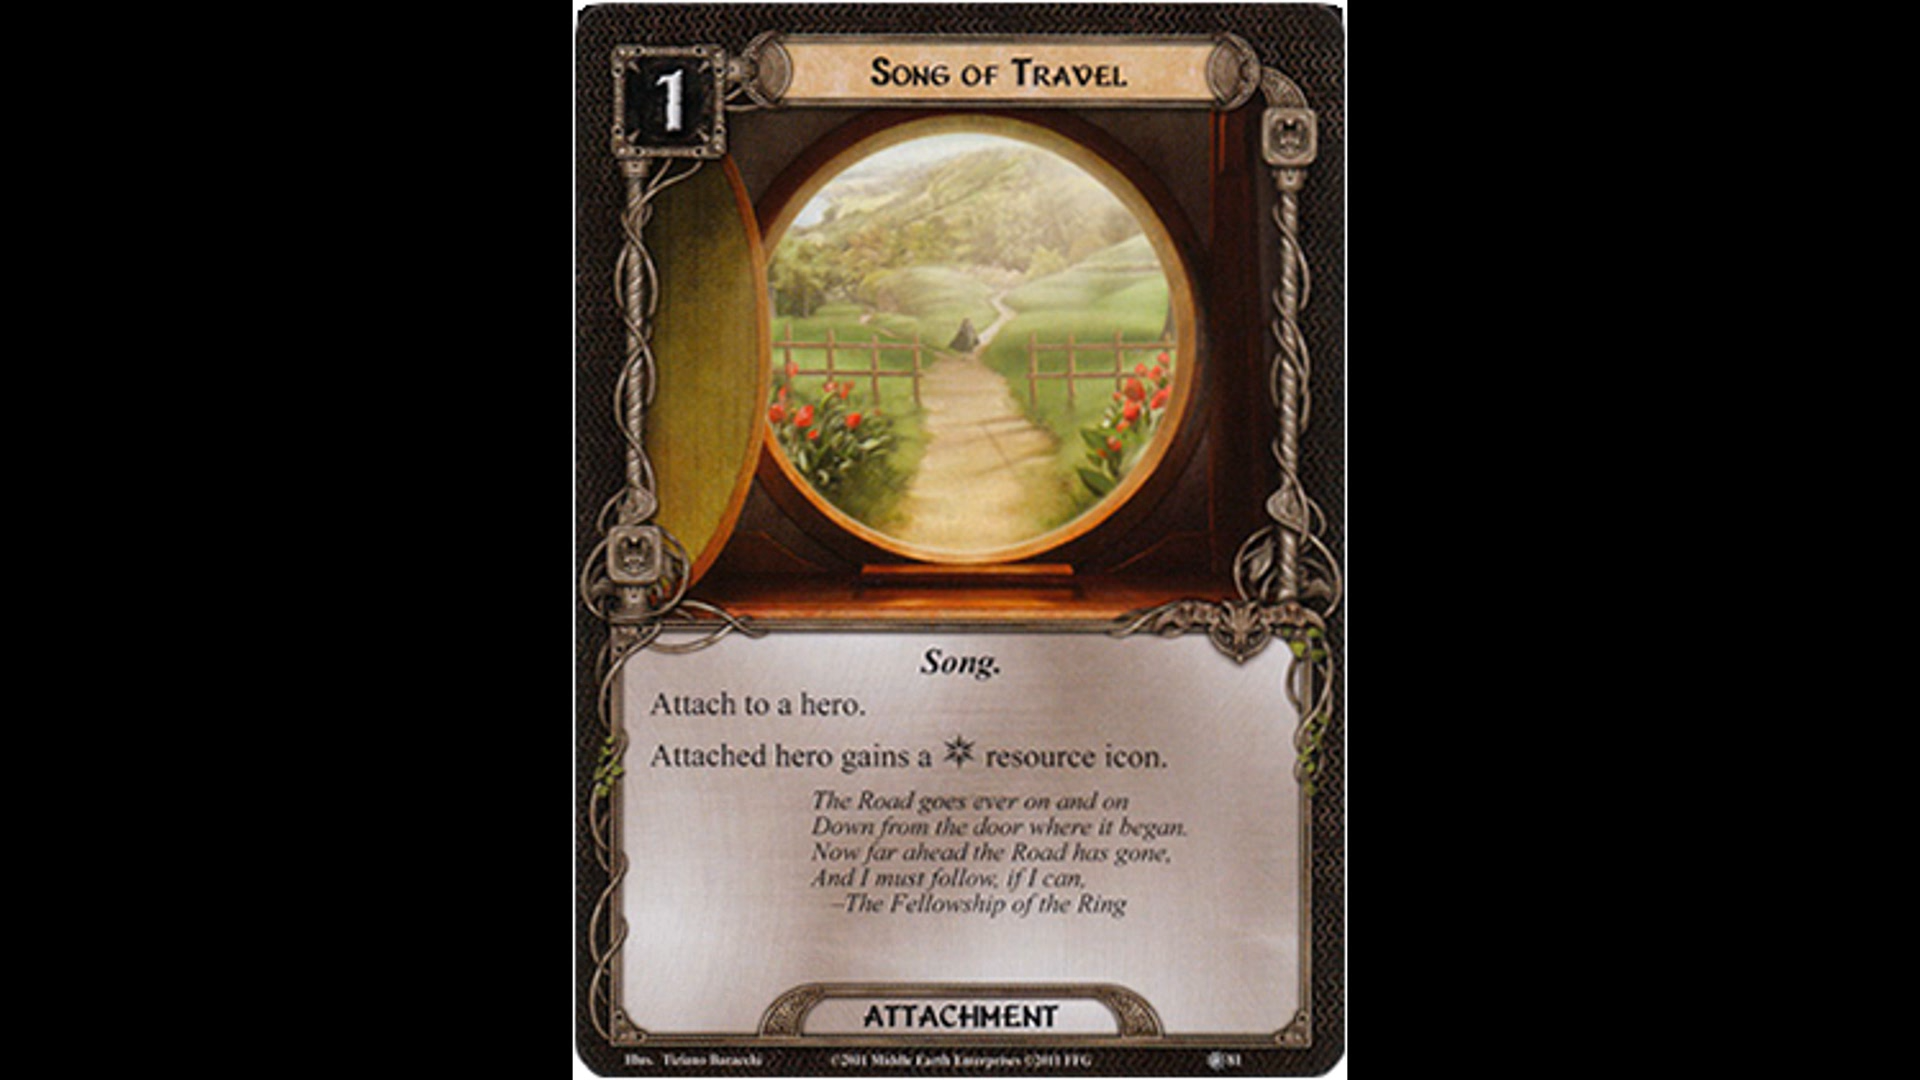 1
SONG OF TRAVEL
Song.
Attach to a hero.
Attached hero gains a resource icon.
The Road goes ever on and on
Down from the door where it began.
Now far ahead the Road has gone,
And I must follow, if I can,
–The Fellowship of the Ring
ATTACHMENT
Illus. Tiziano Baracchi ©2011 Middle Earth Enterprises ©2011 FFG 81